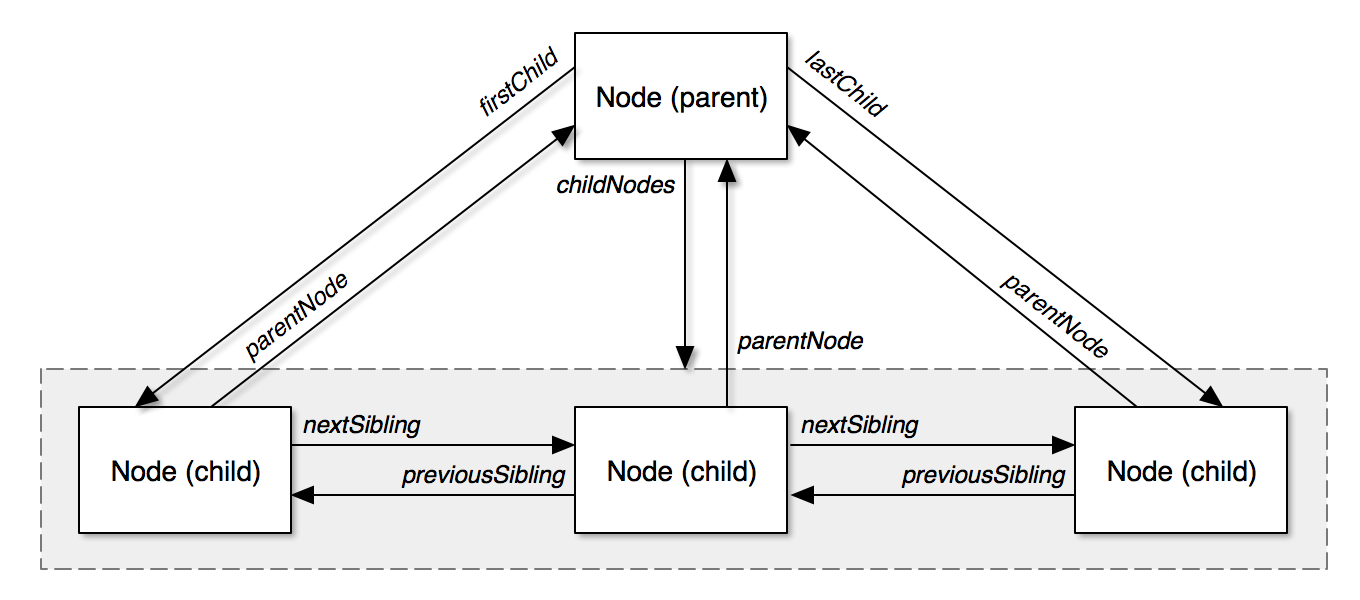 firstChild
Node (parent)
lastChild
childNodes
parentNode
parentNode
parentNode
nextSibling
nextSibling
Node (child)
previousSibling
Node (child)
previousSibling
Node (child)